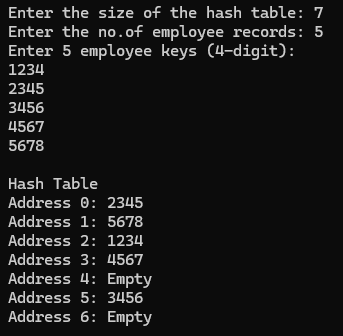 Enter the size of the hash table: 7
Enter the no.of employee records: 5
Enter 5 employee keys (4-digit):
1234
2345
3456
4567
5678
Hash Table
Address 0: 2345
Address 1: 5678
Address 2: 1234
Address 3: 4567
Address 4: Empty
Address 5: 3456
Address 6: Empty